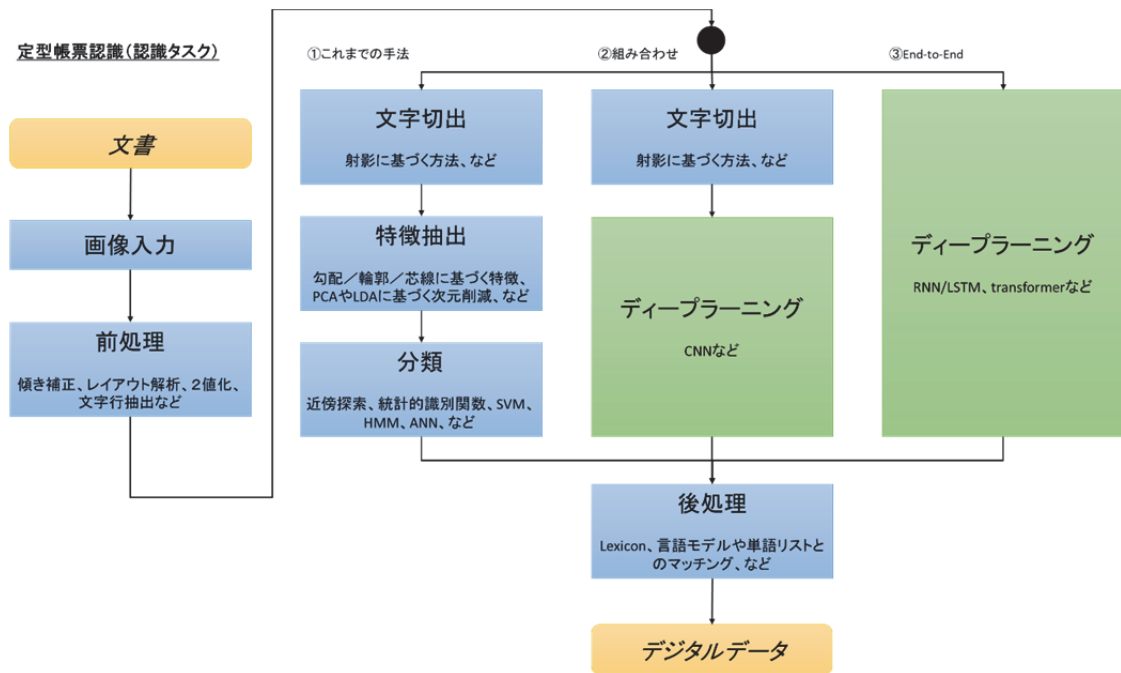 定型帳票認識(認識タスク)
文書
画像入力
前処理
傾き補正、レイアウト解析、2値化、
文字行抽出など
①これまでの手法
文字切出
射影に基づく方法、など
特徴抽出
勾配／輪郭／芯線に基づく特徴、
PCAやLDAに基づく次元削減、など
分類
近傍探索、統計的識別関数、SVM、
HMM、ANN、など
②組み合わせ
文字切出
射影に基づく方法、など
ディープラーニング
CNNなど
③End-to-End
ディープラーニング
RNN/LSTM、transformerなど
後処理
Lexicon、言語モデルや単語リストと
のマッチング、など
デジタルデータ